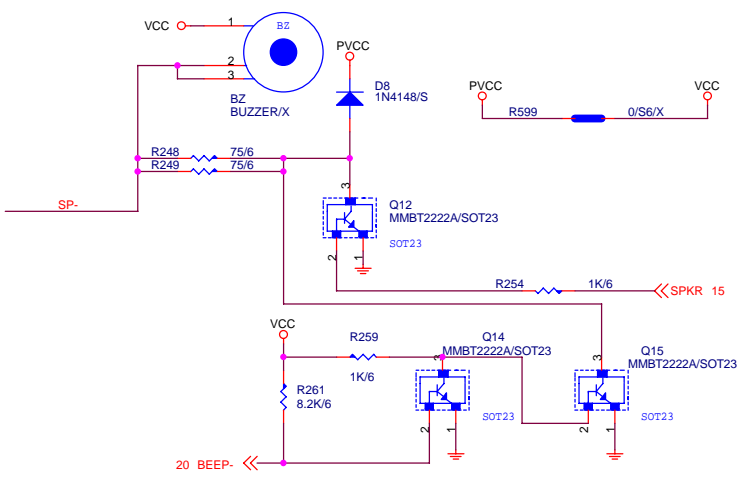 VCC
1
BZ
2
3
BZ
BUZZER/X
PVCC
D8
1N4148/S
PVCC
VCC
R599
0/S6/X
R248
75/6
R249
75/6
SP-
3
Q12
MMBT2222A/SOT23
SOT23
2
1
R254
1K/6
SPKR 15
VCC
R259
1K/6
Q14
MMBT2222A/SOT23
3
Q15
MMBT2222A/SOT23
3
R261
8.2K/6
SOT23
SOT23
2
1
2
1
20 BEEP-